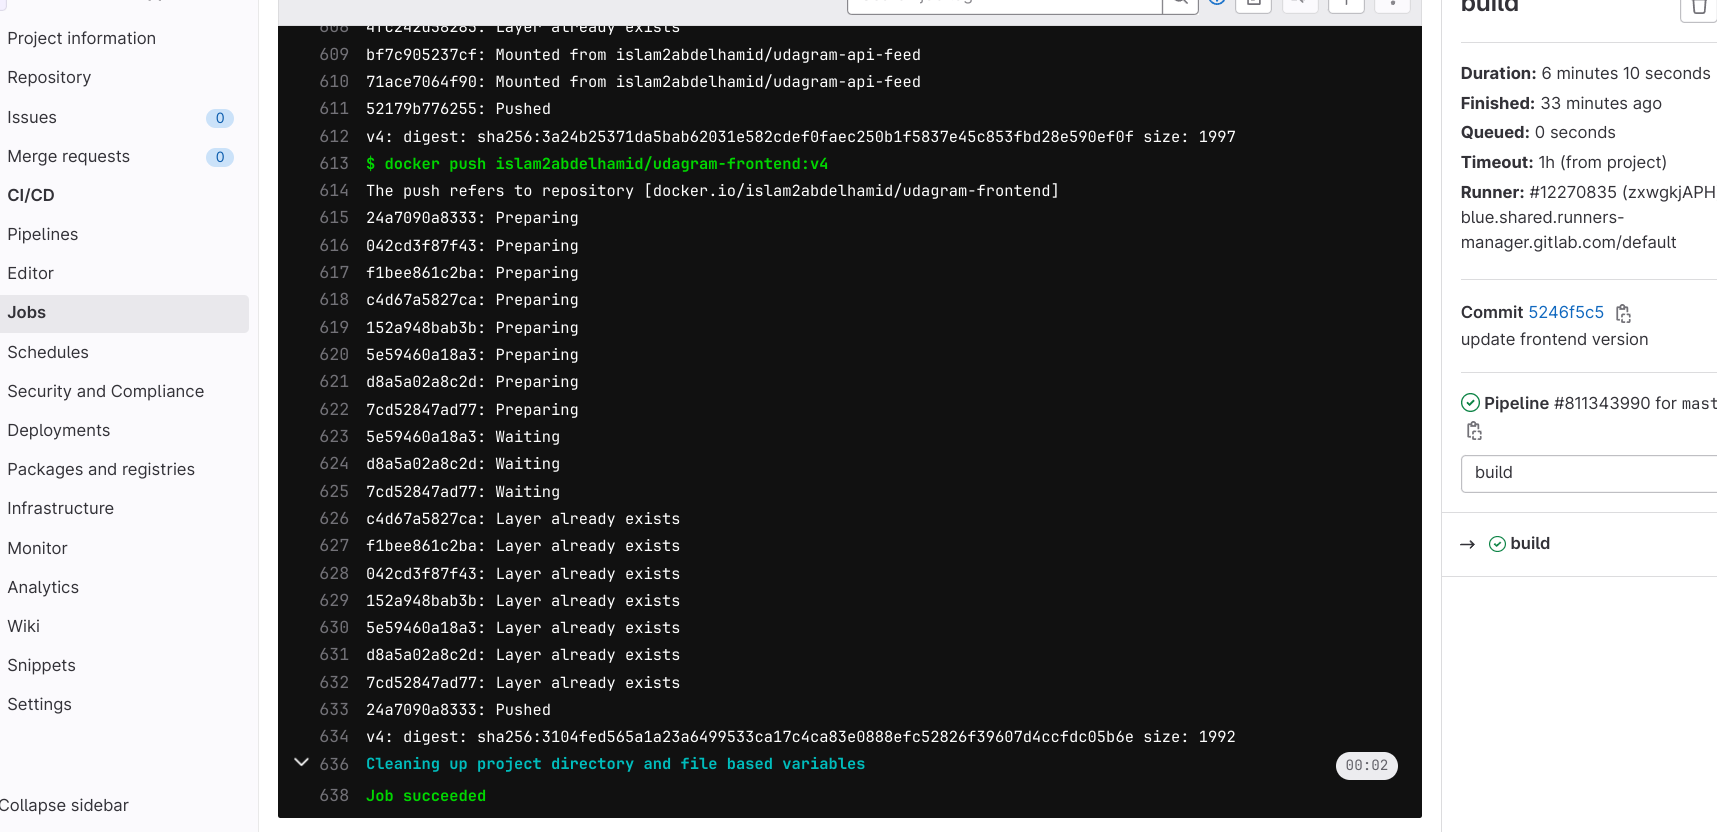 Project information
Repository
Issues 0
Merge requests 0
CI/CD
Pipelines
Editor
Jobs
Schedules
Security and Compliance
Deployments
Packages and registries
Infrastructure
Monitor
Analytics
Wiki
Snippets
Settings
Collapse sidebar
608 4fc242d58285: Layer already exists
609 bf7c905237cf: Mounted from islam2abdelhamid/udagram-api-feed
610 71ace7064f90: Mounted from islam2abdelhamid/udagram-api-feed
611 52179b776255: Pushed
612 v4: digest: sha256:3a24b25371da5bab62031e582cdef0faec250b1f5837e45c853fbd28e590ef0f size: 1997
613 $ docker push islam2abdelhamid/udagram-frontend:v4
614 The push refers to repository [docker.io/islam2abdelhamid/udagram-frontend]
615 24a7090a8333: Preparing
616 042cd3f87f43: Preparing
617 f1bee861c2ba: Preparing
618 c4d67a5827ca: Preparing
619 152a948bab3b: Preparing
620 5e59460a18a3: Preparing
621 d8a5a02a8c2d: Preparing
622 7cd52847ad77: Preparing
623 5e59460a18a3: Waiting
624 d8a5a02a8c2d: Waiting
625 7cd52847ad77: Waiting
626 c4d67a5827ca: Layer already exists
627 f1bee861c2ba: Layer already exists
628 042cd3f87f43: Layer already exists
629 152a948bab3b: Layer already exists
630 5e59460a18a3: Layer already exists
631 d8a5a02a8c2d: Layer already exists
632 7cd52847ad77: Layer already exists
633 24a7090a8333: Pushed
634 v4: digest: sha256:3104fed565a1a23a6499533ca17c4ca83e0888efc52826f39607d4ccfdc05b6e size: 1992
636 Cleaning up project directory and file based variables 00:02
638 Job succeeded
build
Duration: 6 minutes 10 seconds
Finished: 33 minutes ago
Queued: 0 seconds
Timeout: 1h (from project)
Runner: #12270835 (zxwgkjAPH
blue.shared.runners-
manager.gitlab.com/default
Commit 5246f5c5
update frontend version
Pipeline #811343990 for mast
build
→ build